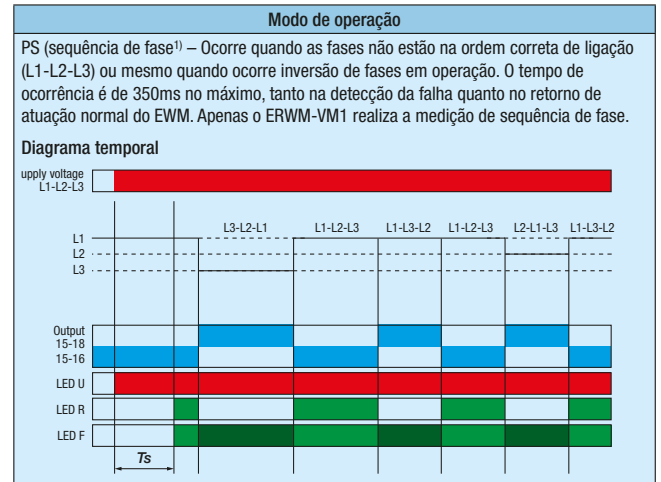 Modo de operação
PS (sequência de fase1) – Ocorre quando as fases não estão na ordem correta de ligação
(L1-L2-L3) ou mesmo quando ocorre inversão de fases em operação. O tempo de
ocorrência é de 350ms no máximo, tanto na detecção da falha quanto no retorno de
atuação normal do EWM. Apenas o ERWM-VM1 realiza a medição de sequência de fase.
Diagrama temporal
upply voltage
L1-L2-L3
L3-L2-L1 L1-L2-L3 L1-L3-L2 L1-L2-L3 L2-L1-L3 L1-L3-L2
L1
L2
L3
Output
15-18
15-16
LED U
LED R
LED F
Ts